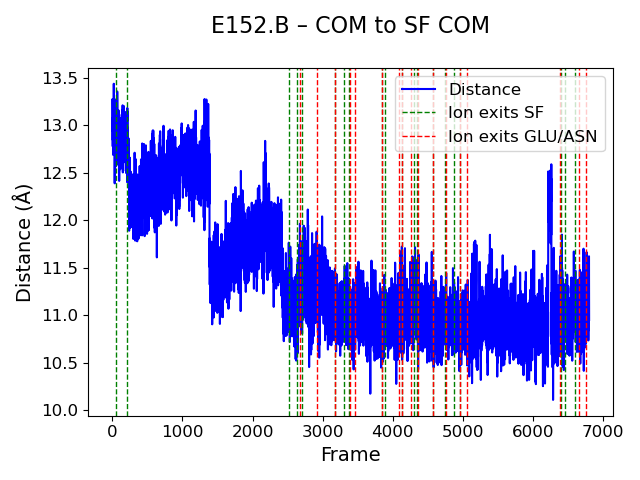 E152.B – COM to SF COM
Distance
Ion exits SF
Ion exits GLU/ASN
Distance (Å)
13.5
13.0
12.5
12.0
11.5
11.0
10.5
10.0
0
1000
2000
3000
4000
5000
6000
7000
Frame